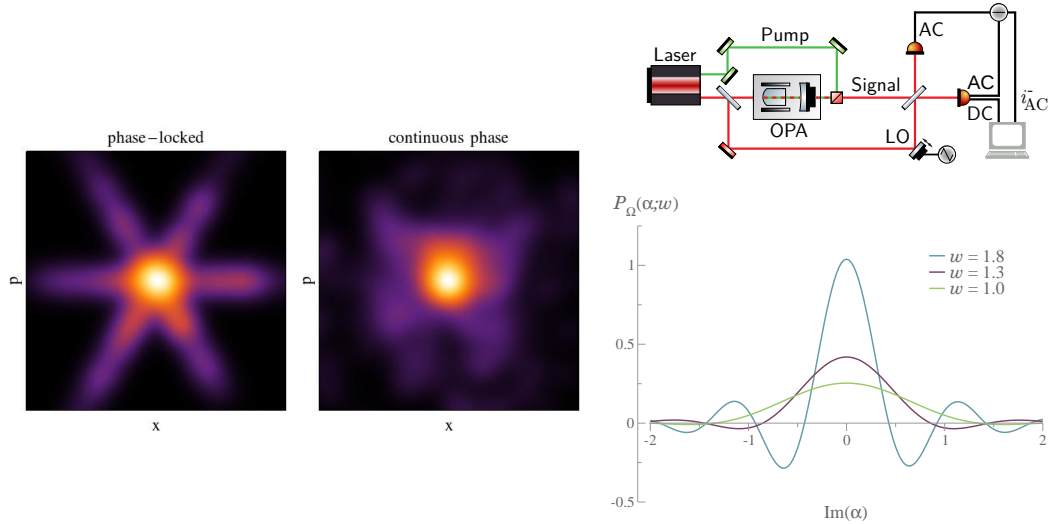 phase-locked
p
x
continuous phase
p
x
Laser
Pump
OPA
Signal
LO
AC
AC
DC
i⁻AC
P_Ω(α;w)
w = 1.8
w = 1.3
w = 1.0
1
0.5
0
-0.5
-2
-1
0
1
2
Im(α)